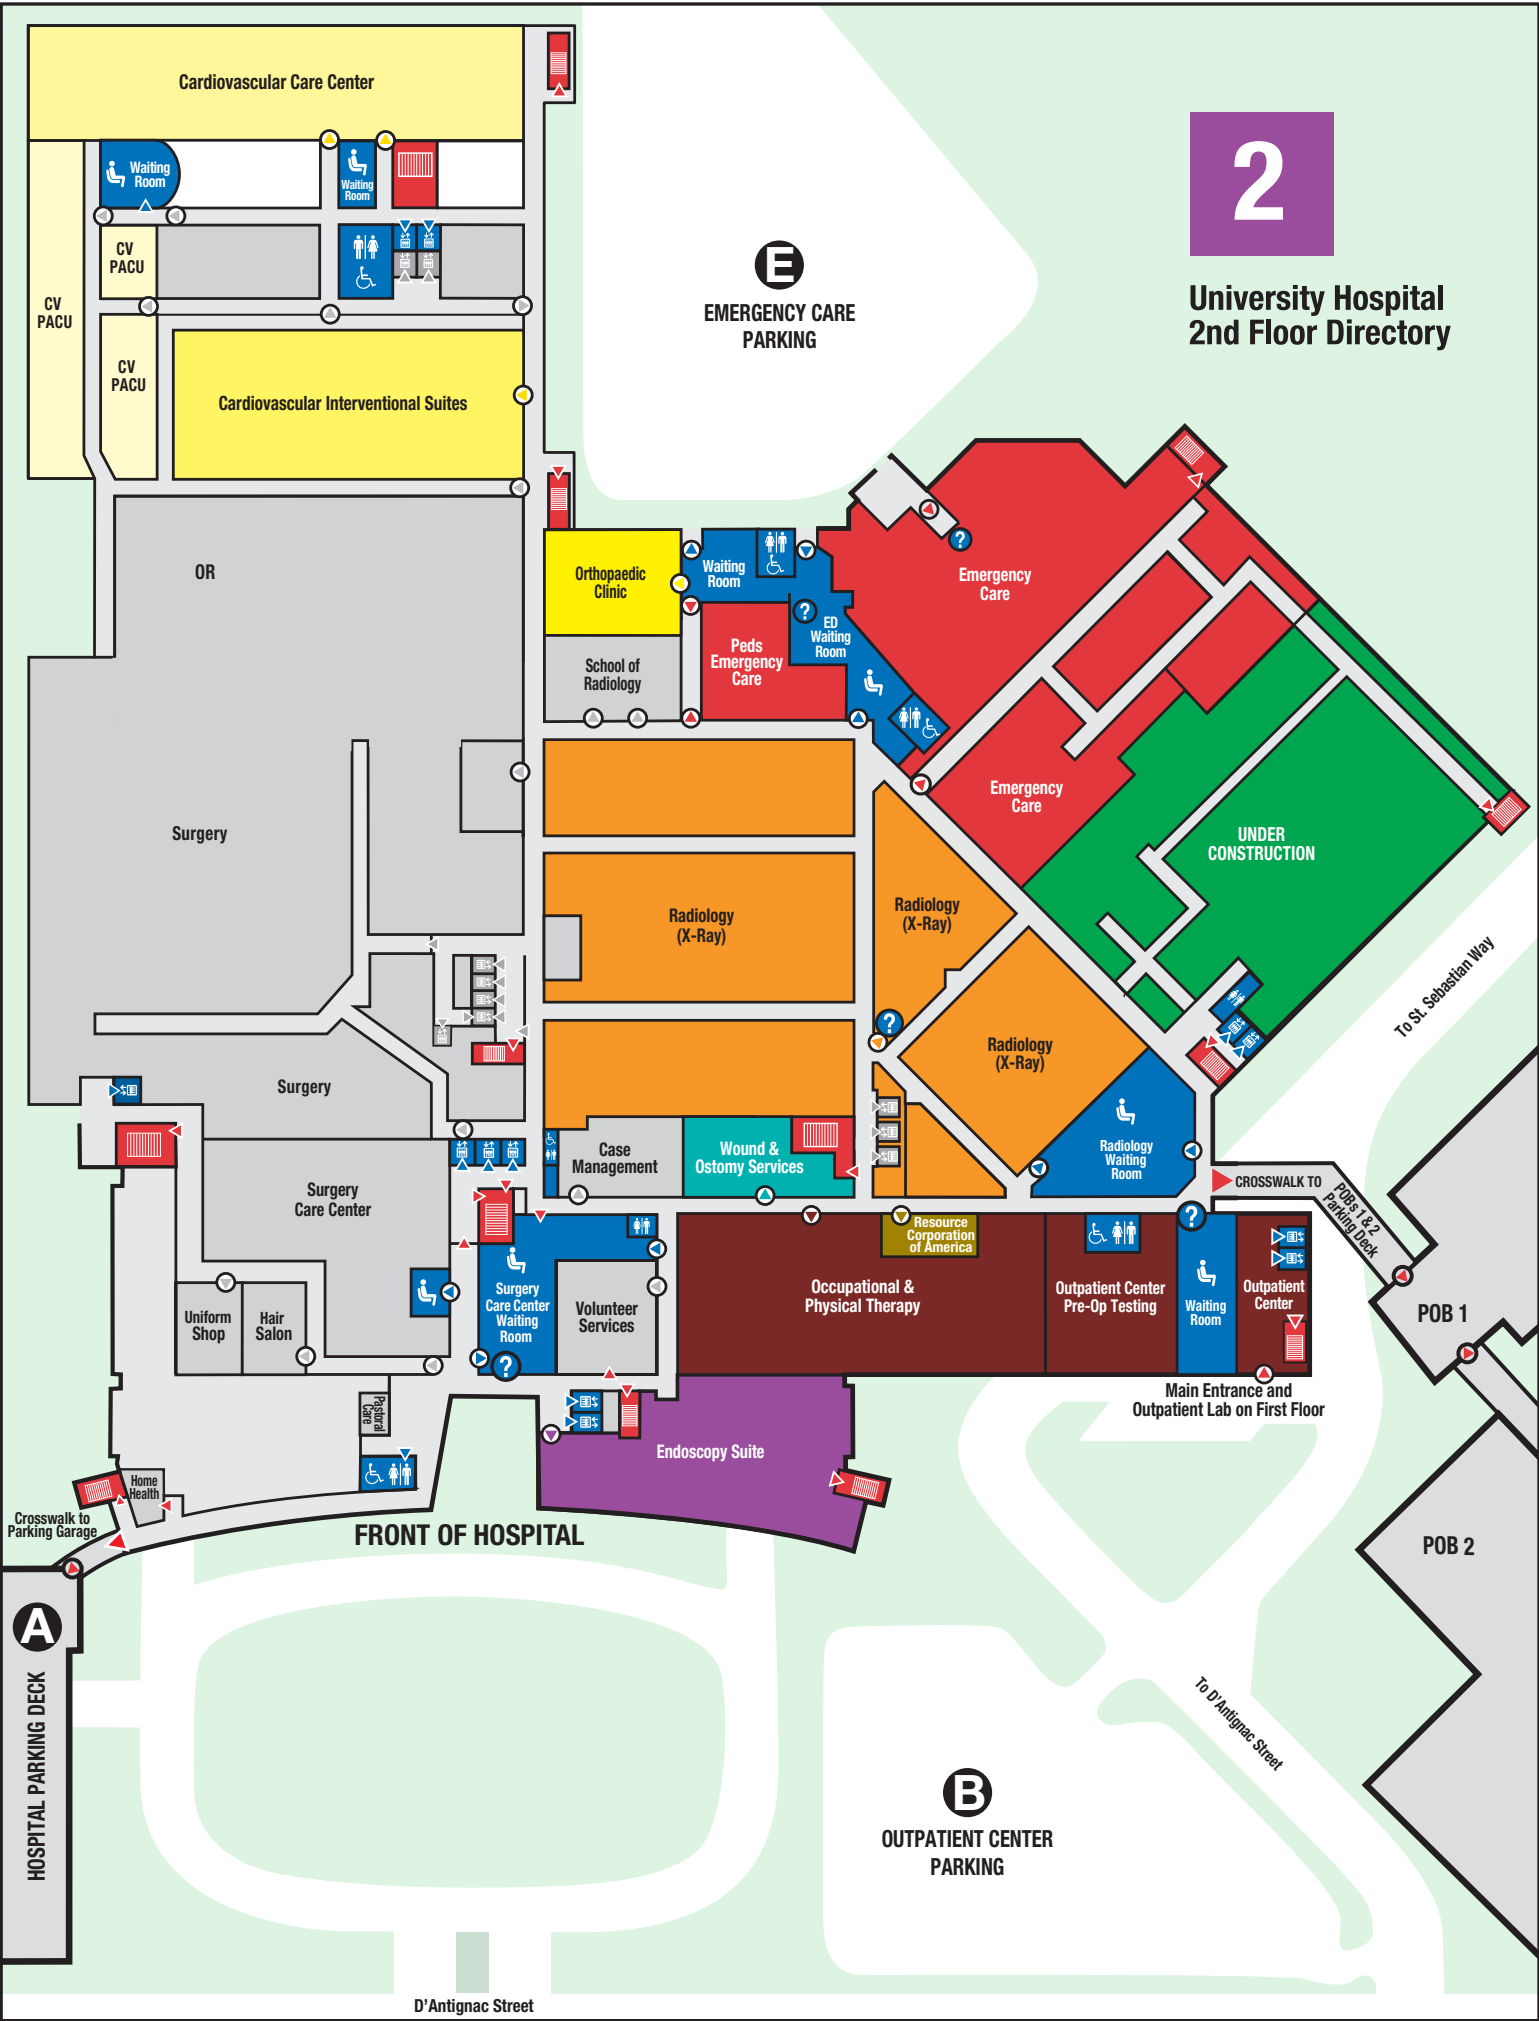 Cardiovascular Care Center
2
University Hospital
2nd Floor Directory
Waiting
Room
Waiting
Room
CV
PACU
CV
PACU
CV
PACU
Cardiovascular Interventional Suites
E
EMERGENCY CARE
PARKING
OR
Orthopaedic
Clinic
Waiting
Room
?
Emergency
Care
?
ED
Waiting
Room
School of
Radiology
Peds
Emergency
Care
Emergency
Care
Surgery
UNDER
CONSTRUCTION
Radiology
(X-Ray)
Radiology
(X-Ray)
?
Radiology
(X-Ray)
To St. Sebastian Way
Surgery
Case
Management
Wound &
Ostomy Services
Radiology
Waiting
Room
CROSSWALK TO
POBs 1 & 2
Parking Deck
Surgery
Care Center
Resource
Corporation
of America
?
Surgery
Care Center
Waiting
Room
?
Volunteer
Services
Occupational &
Physical Therapy
Outpatient Center
Pre-Op Testing
Waiting
Room
Outpatient
Center
POB 1
Uniform
Shop
Hair
Salon
Main Entrance and
Outpatient Lab on First Floor
Pastoral
Care
Endoscopy Suite
Home
Health
Crosswalk to
Parking Garage
FRONT OF HOSPITAL
POB 2
A
HOSPITAL PARKING DECK
To D'Antignac Street
B
OUTPATIENT CENTER
PARKING
D'Antignac Street